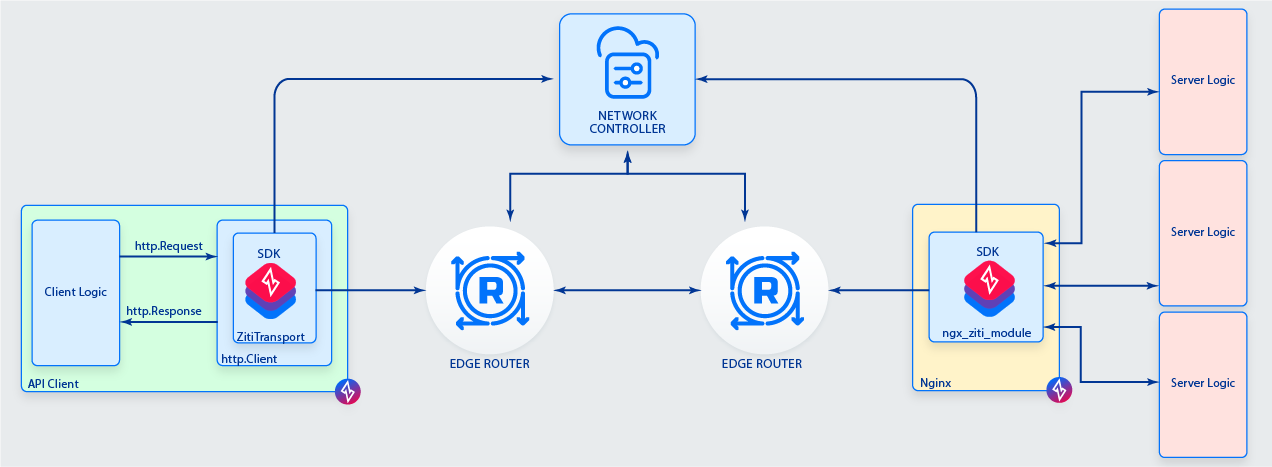 NETWORK
CONTROLLER
Server Logic
Server Logic
Server Logic
http.Request
SDK
Client Logic
http.Response
ZitiTransport
http.Client
API Client
R
EDGE ROUTER
R
EDGE ROUTER
SDK
ngx_ziti_module
Nginx